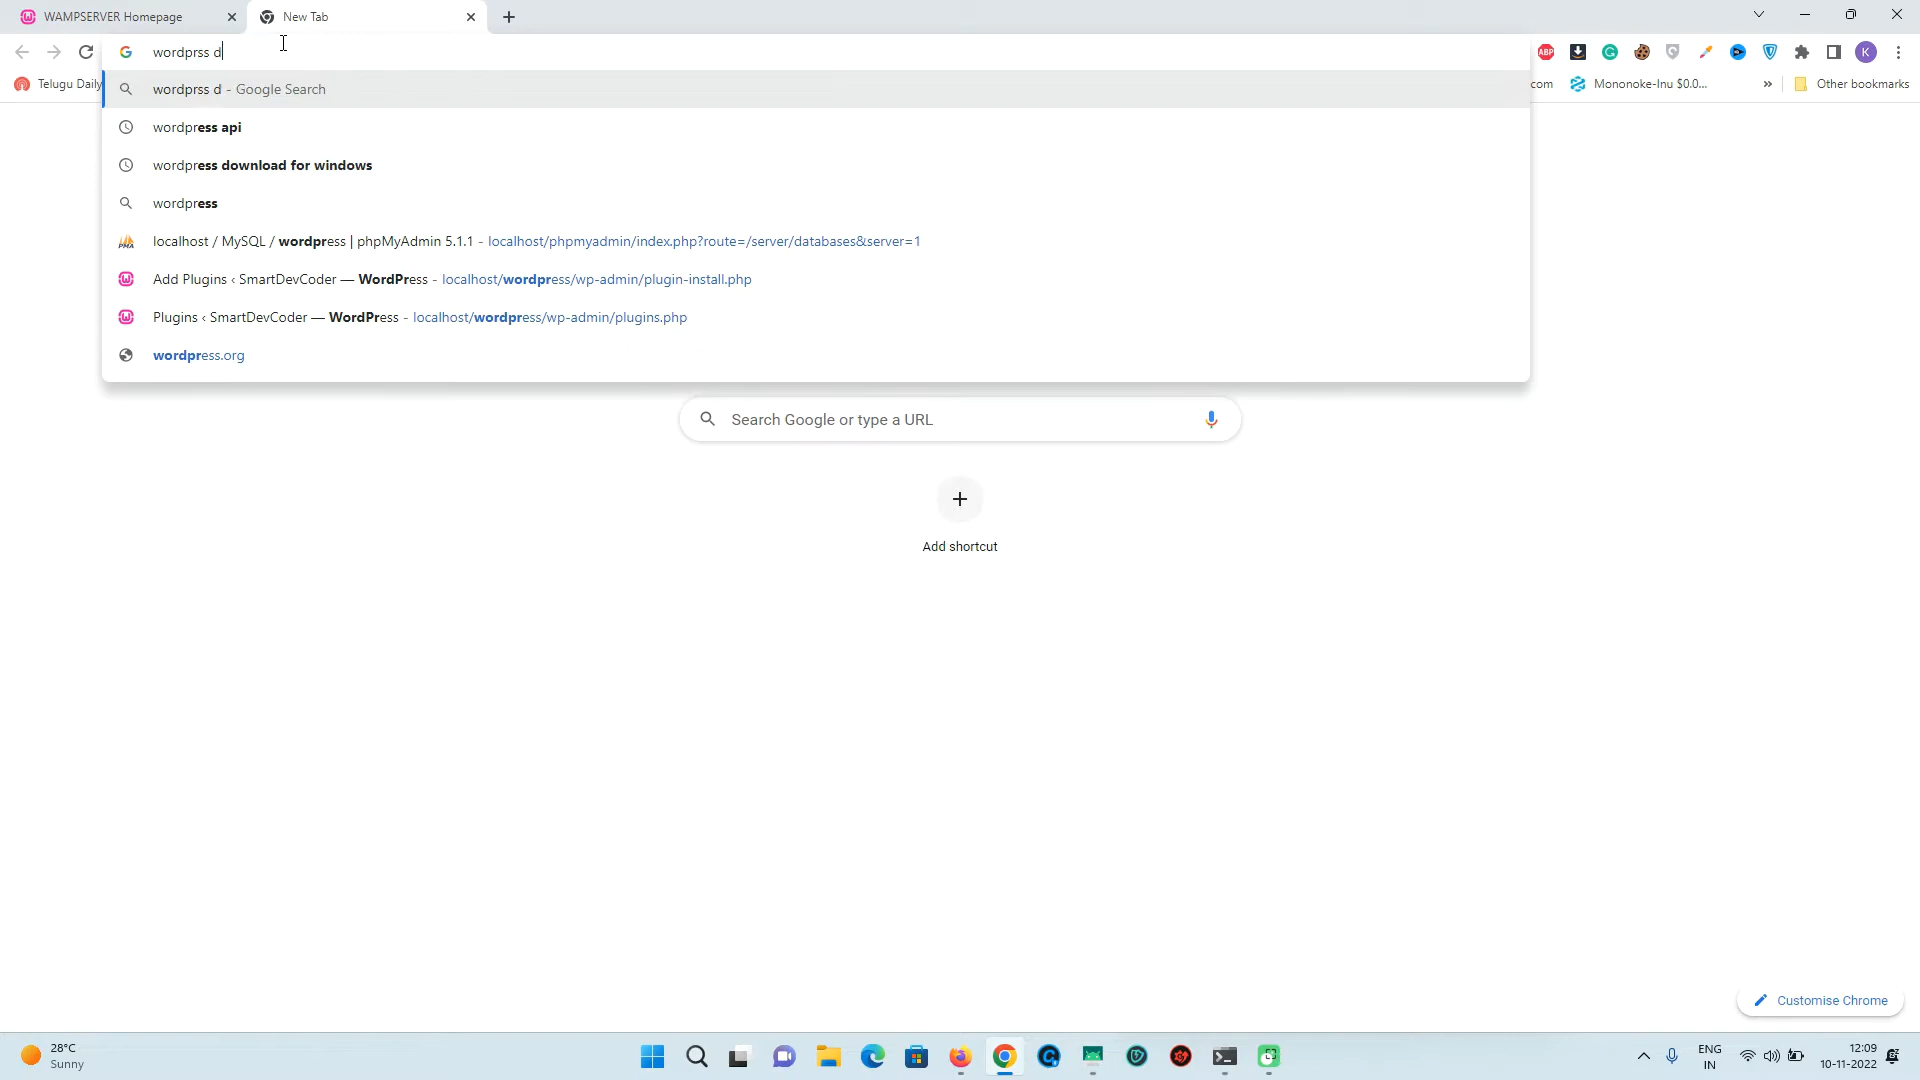 WAMPSERVER Homepage
New Tab
wordprss d
Telugu Daily
com
Mononoke-Inu $0.0...
»
Other bookmarks
wordprss d - Google Search
wordpress api
wordpress download for windows
wordpress
localhost / MySQL / wordpress | phpMyAdmin 5.1.1 - localhost/phpmyadmin/index.php?route=/server/databases&server=1
Add Plugins ‹ SmartDevCoder — WordPress - localhost/wordpress/wp-admin/plugin-install.php
Plugins ‹ SmartDevCoder — WordPress - localhost/wordpress/wp-admin/plugins.php
wordpress.org
Search Google or type a URL
Add shortcut
Customise Chrome
28°C
Sunny
ENG
IN
12:09
10-11-2022
ABP
K